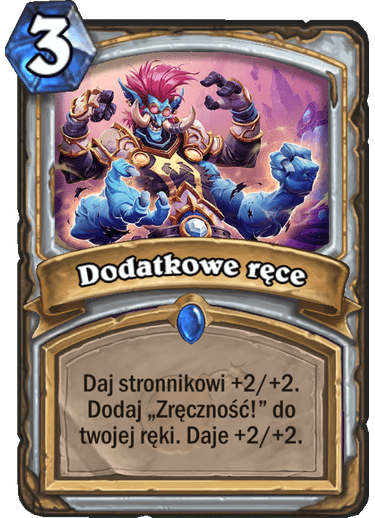 3
Dodatkowe ręce
Daj stronnikowi +2/+2.
Dodaj „Zręczność!” do
twojej ręki. Daje +2/+2.